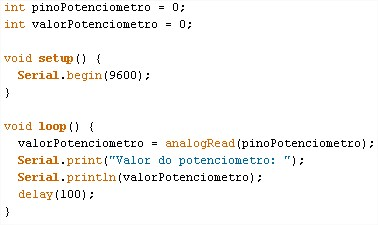 int pinoPotenciometro = 0;
int valorPotenciometro = 0;
void setup() {
Serial.begin(9600);
}
void loop() {
valorPotenciometro = analogRead(pinoPotenciometro);
Serial.print("Valor do potenciometro: ");
Serial.println(valorPotenciometro);
delay(100);
}